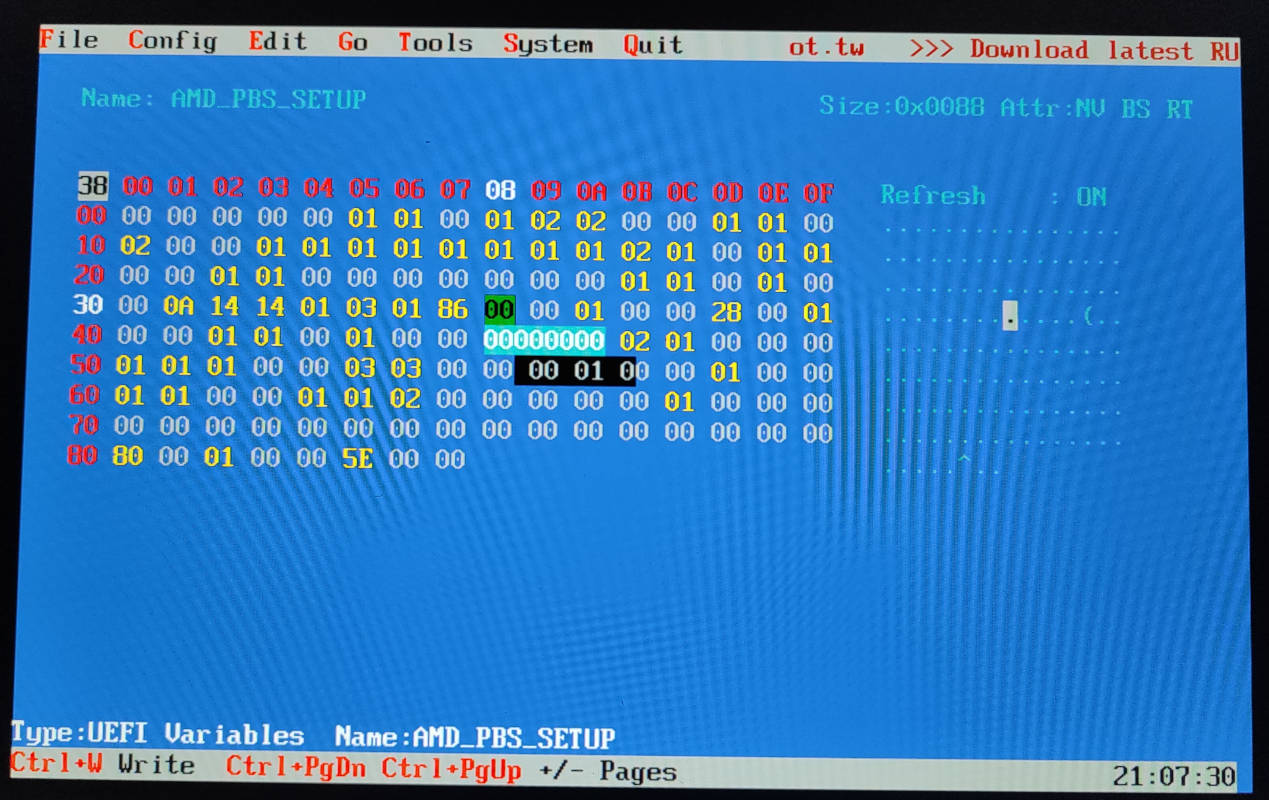 File Config Edit Go Tools System Quit ot.tw >>> Download latest RU
Name: AMD_PBS_SETUP Size:0x0088 Attr:NV BS RT
38 00 01 02 03 04 05 06 07 08 09 0A 0B 0C 0D 0E 0F Refresh : ON
00 00 00 00 00 00 01 01 00 01 02 02 00 00 01 01 00 ................
10 02 00 00 01 01 01 01 01 01 01 01 02 01 00 01 01 ................
20 00 00 01 01 00 00 00 00 00 00 00 01 01 00 01 00 ................
30 00 0A 14 14 01 03 01 86 00 00 01 00 00 28 00 01 .............(..
40 00 00 01 01 00 01 00 00 00000000 02 01 00 00 00 ................
50 01 01 01 00 00 03 03 00 00 00 01 00 00 01 00 00 ................
60 01 01 00 00 01 01 02 00 00 00 00 00 01 00 00 00 ................
70 00 00 00 00 00 00 00 00 00 00 00 00 00 00 00 00 ................
80 80 00 01 00 00 5E 00 00 .....^..
Type:UEFI Variables Name:AMD_PBS_SETUP
Ctrl+W Write Ctrl+PgDn Ctrl+PgUp +/- Pages 21:07:30